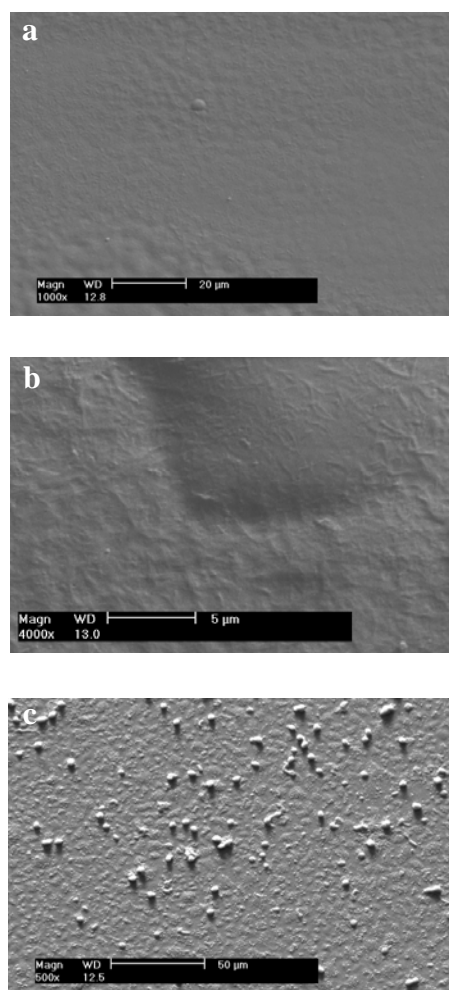 a
Magn WD 20 µm
1000x 12.8
b
Magn WD 5 µm
4000x 13.0
c
Magn WD 50 µm
500x 12.5